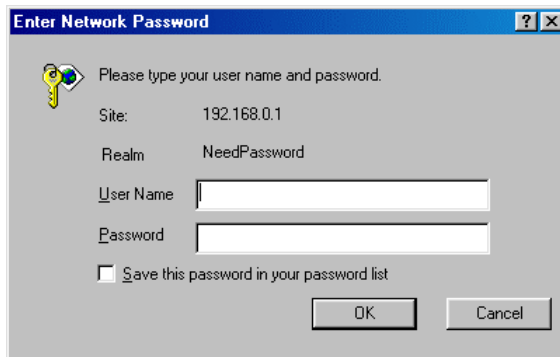 Enter Network Password
Please type your user name and password.
Site: 192.168.0.1
Realm NeedPassword
User Name
Password
Save this password in your password list
OK Cancel